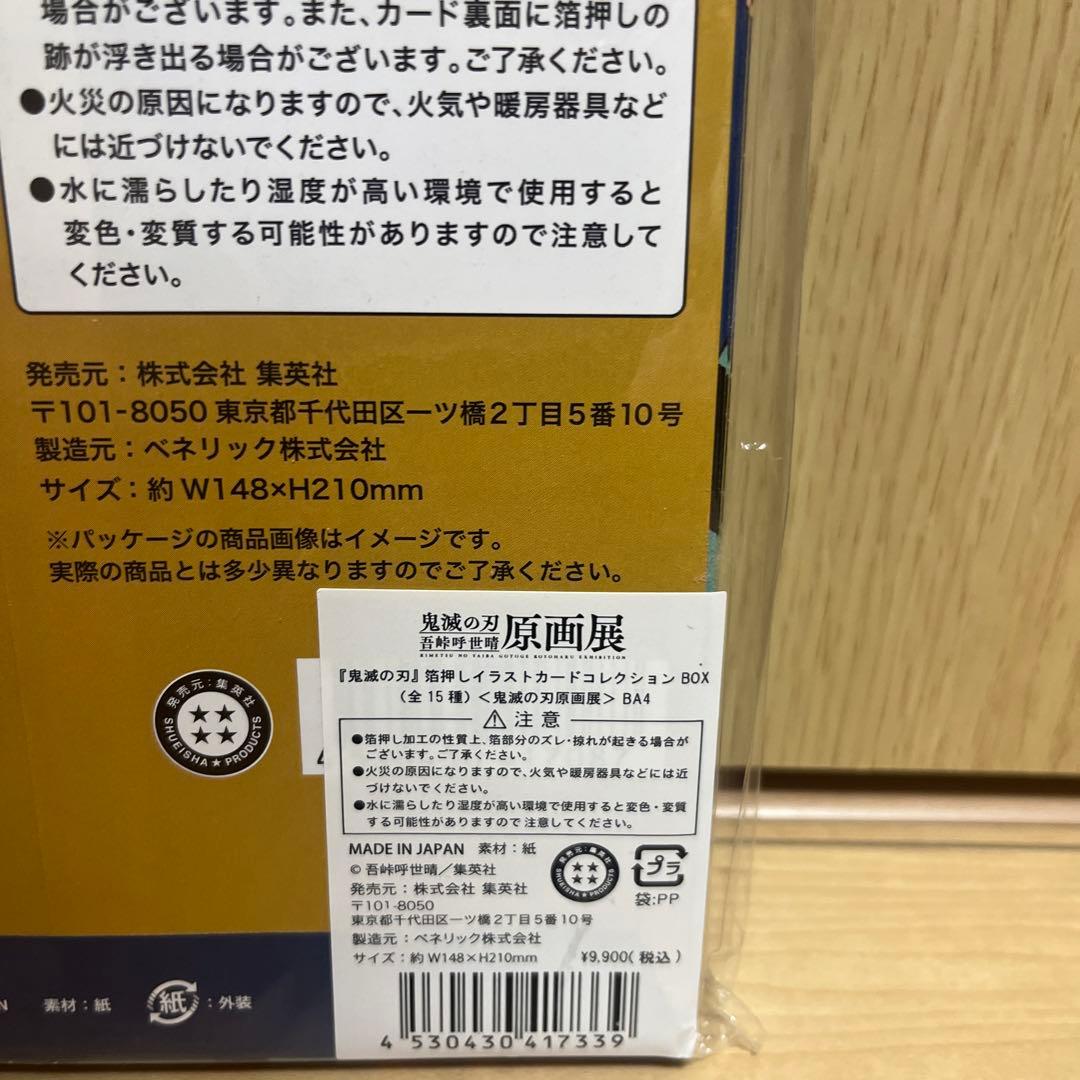 場合がございます。また、カード裏面に箔押しの
跡が浮き出る場合がございます。ご了承ください。
●火災の原因になりますので、火気や暖房器具など
には近づけないでください。
●水に濡らしたり湿度が高い環境で使用すると
変色・変質する可能性がありますので注意して
ください。
発売元：株式会社 集英社
〒101-8050 東京都千代田区一ツ橋2丁目5番10号
製造元：ベネリック株式会社
サイズ：約 W148×H210mm
※パッケージの商品画像はイメージです。
実際の商品とは多少異なりますのでご了承ください。
発売元：集英社
SHUEISHA★PRODUCTS
鬼滅の刃
吾峠呼世晴
原画展
KIMETSU NO YAIBA GOTOGE KOYOHARU EXHIBITION
『鬼滅の刃』箔押しイラストカードコレクション BOX
（全 15 種）＜鬼滅の刃原画展＞ BA4
注意
●箔押し加工の性質上、箔部分のズレ・掠れが起きる場合が
ございます。ご了承ください。
●火災の原因になりますので、火気や暖房器具などには近
づけないでください。
●水に濡らしたり湿度が高い環境で使用すると変色・変質
する可能性がありますので 注意してください。
MADE IN JAPAN 素材：紙
© 吾峠呼世晴／集英社
発売元：株式会社 集英社
〒101-8050
東京都千代田区一ツ橋2丁目5番10号
製造元：ベネリック株式会社
サイズ：約 W148×H210mm
¥9,900(税込)
発売元：集英社
SHUEISHA★PRODUCTS
プラ
袋:PP
4 530430 417339
N 素材：紙
紙：外装